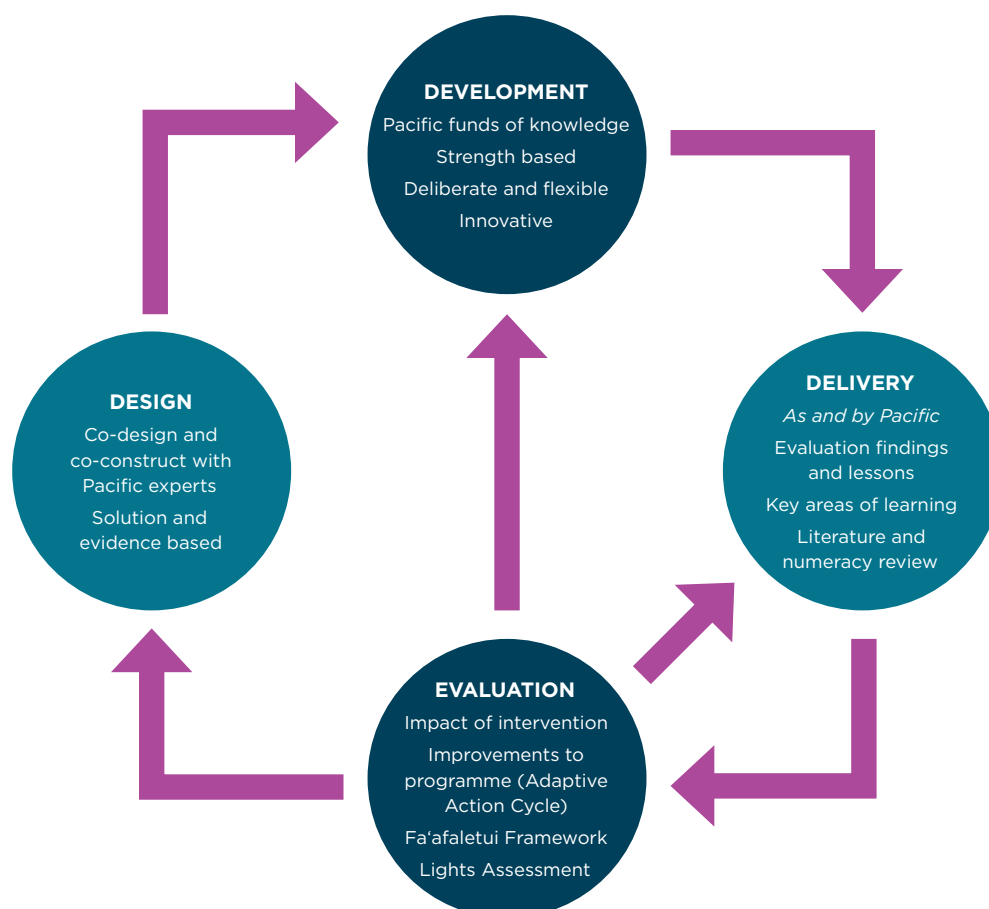 DEVELOPMENT
Pacific funds of knowledge
Strength based
Deliberate and flexible
Innovative
DESIGN
Co-design and
co-construct with
Pacific experts
Solution and
evidence based
DELIVERY
As and by Pacific
Evaluation findings
and lessons
Key areas of learning
Literature and
numeracy review
EVALUATION
Impact of intervention
Improvements to
programme (Adaptive
Action Cycle)
Fa‘afaletui Framework
Lights Assessment